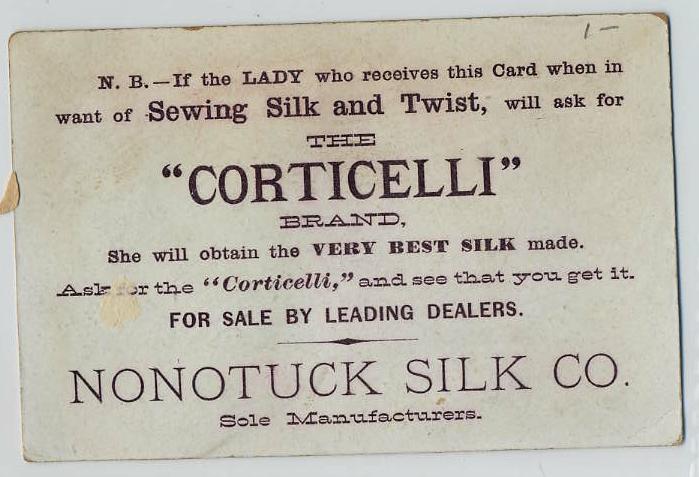 1-
N. B.—If the LADY who receives this Card when in
want of Sewing Silk and Twist, will ask for
THE
"CORTICELLI"
BRAND,
She will obtain the VERY BEST SILK made.
Ask for the "Corticelli," and see that you get it.
FOR SALE BY LEADING DEALERS.
NONOTUCK SILK CO.
Sole Manufacturers.